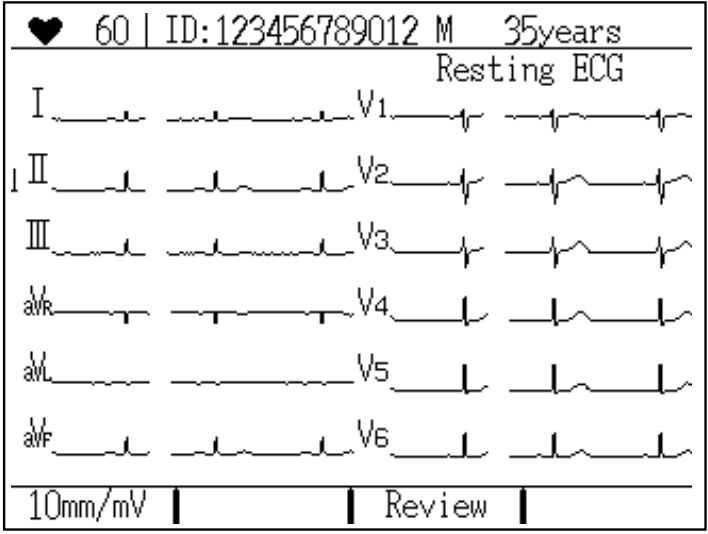 ♥ 60 | ID:123456789012 M 35years
Resting ECG
I V1
II V2
III V3
aVR V4
aVL V5
aVF V6
10mm/mV Review